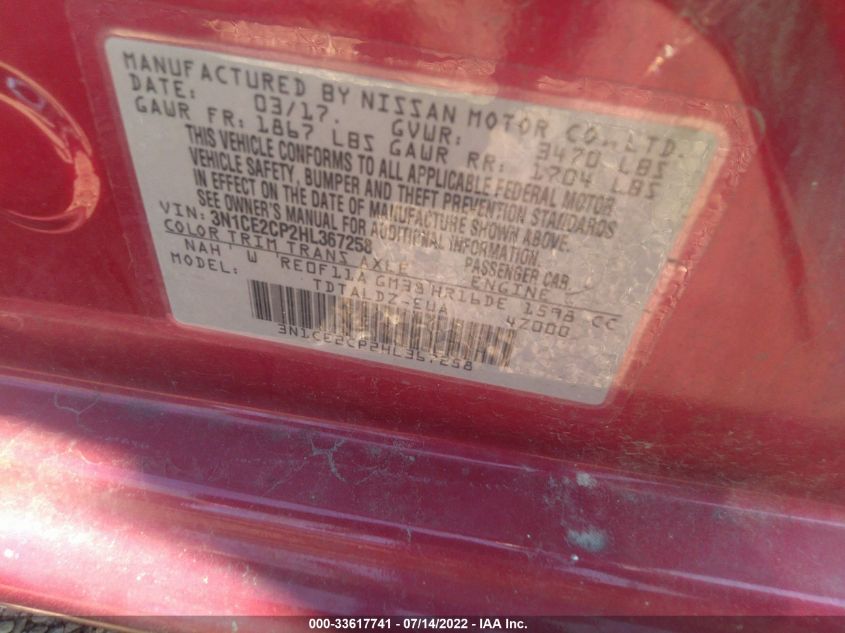 MANUFACTURED BY NISSAN MOTOR CO.,LTD.
DATE: 03/17. GVWR: 3470 LBS
GAWR FR: 1867 LBS GAWR RR: 1704 LBS
THIS VEHICLE CONFORMS TO ALL APPLICABLE FEDERAL MOTOR
VEHICLE SAFETY, BUMPER AND THEFT PREVENTION STANDARDS
IN EFFECT ON THE DATE OF MANUFACTURE SHOWN ABOVE.
SEE OWNER'S MANUAL FOR ADDITIONAL INFORMATION.
VIN: 3N1CE2CP2HL367258 PASSENGER CAR
COLOR TRIM TRANS AXLE ENGINE
NAH W RE0F11A GM38 HR16DE 1598 CC
MODEL: TDTALDZ-EUA 47000
3N1CE2CP2HL367258
000-33617741 - 07/14/2022 - IAA Inc.